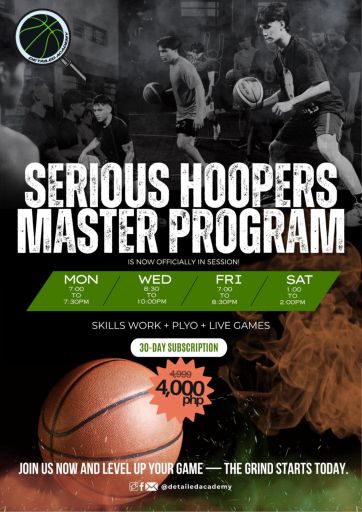 DETAILED ACADEMY
SERIOUS HOOPERS
MASTER PROGRAM
IS NOW OFFICIALLY IN SESSION!
MON WED FRI SAT
7:00 8:30 7:00 1:00
TO TO TO TO
7:30PM 10:00PM 8:30PM 2:00PM
SKILLS WORK + PLYO + LIVE GAMES
30-DAY SUBSCRIPTION
4,999
4,000
php
JOIN US NOW AND LEVEL UP YOUR GAME — THE GRIND STARTS TODAY.
@detailedacademy